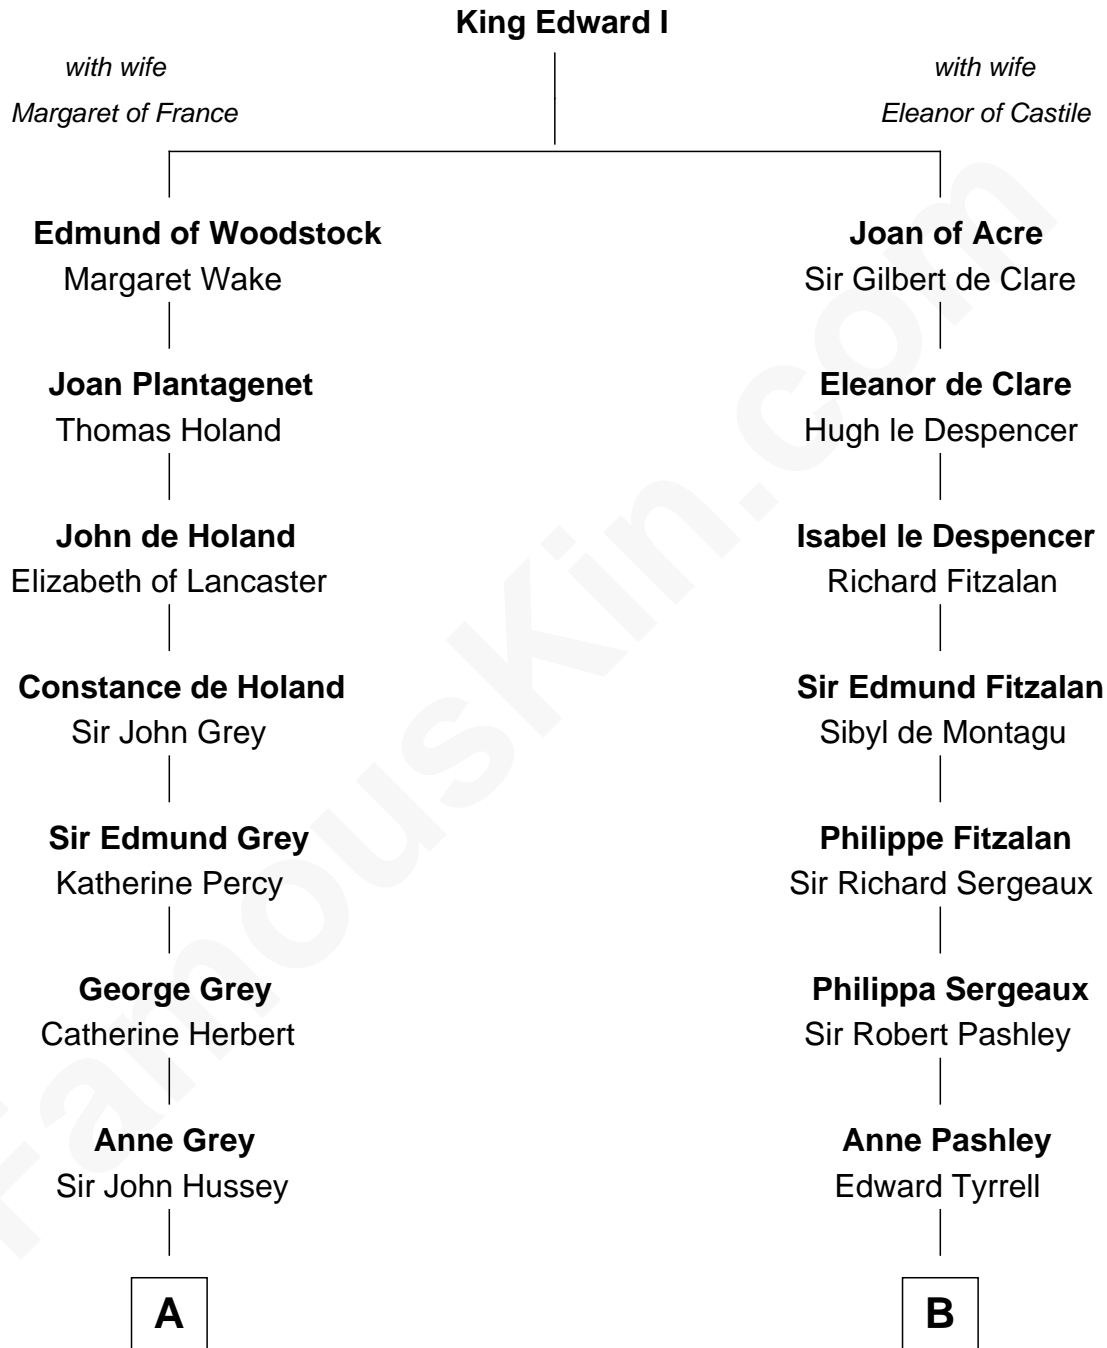 King Edward I
with wife
Margaret of France
with wife
Eleanor of Castile
Edmund of Woodstock
Margaret Wake
Joan of Acre
Sir Gilbert de Clare
Joan Plantagenet
Thomas Holand
Eleanor de Clare
Hugh le Despencer
John de Holand
Elizabeth of Lancaster
Isabel le Despencer
Richard Fitzalan
Constance de Holand
Sir John Grey
Sir Edmund Fitzalan
Sibyl de Montagu
Sir Edmund Grey
Katherine Percy
Philippe Fitzalan
Sir Richard Sergeaux
George Grey
Catherine Herbert
Philippa Sergeaux
Sir Robert Pashley
Anne Grey
Sir John Hussey
Anne Pashley
Edward Tyrrell
A
B
FamousKin.com